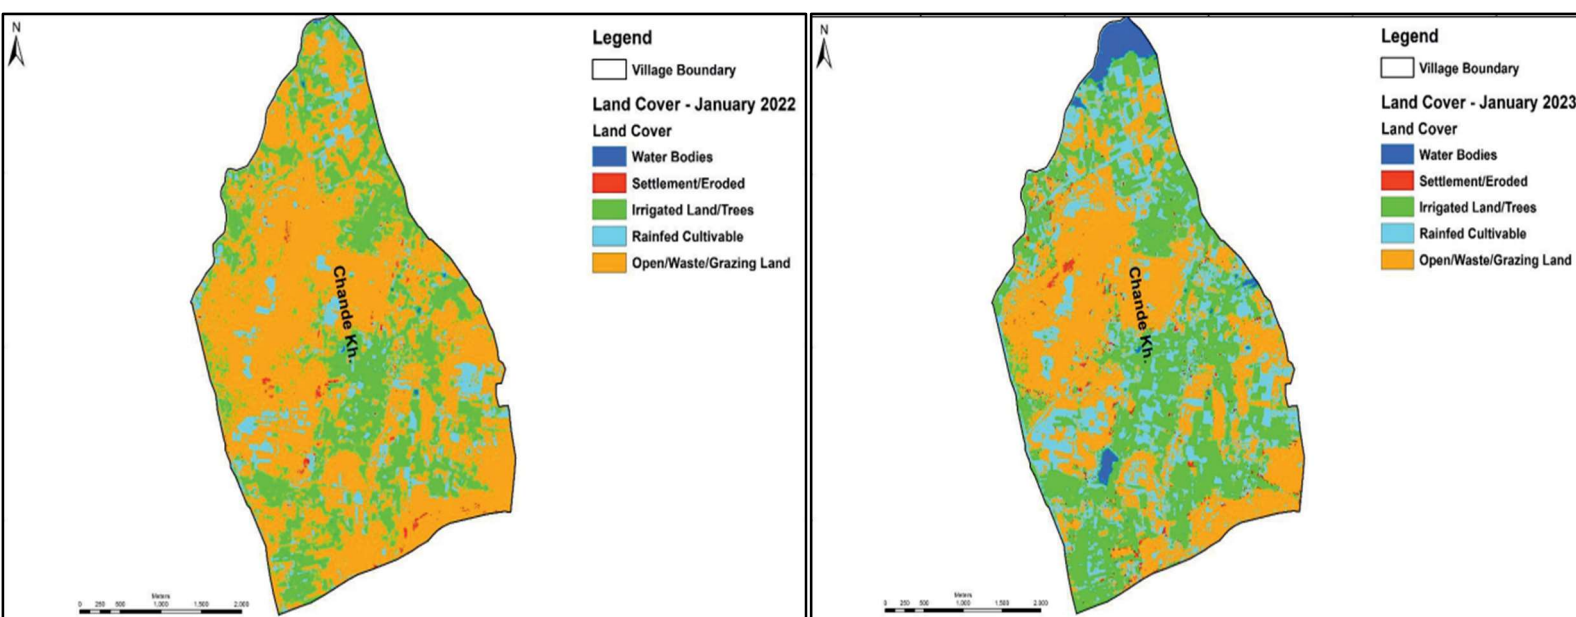 N
Legend
Village Boundary
Land Cover - January 2022
Land Cover
Water Bodies
Settlement/Eroded
Irrigated Land/Trees
Rainfed Cultivable
Open/Waste/Grazing Land
Chande Kh.
Meters
0 250 500 1,000 1,500 2,000
N
Legend
Village Boundary
Land Cover - January 2023
Land Cover
Water Bodies
Settlement/Eroded
Irrigated Land/Trees
Rainfed Cultivable
Open/Waste/Grazing Land
Chande Kh.
Meters
0 250 500 1,000 1,500 2,000